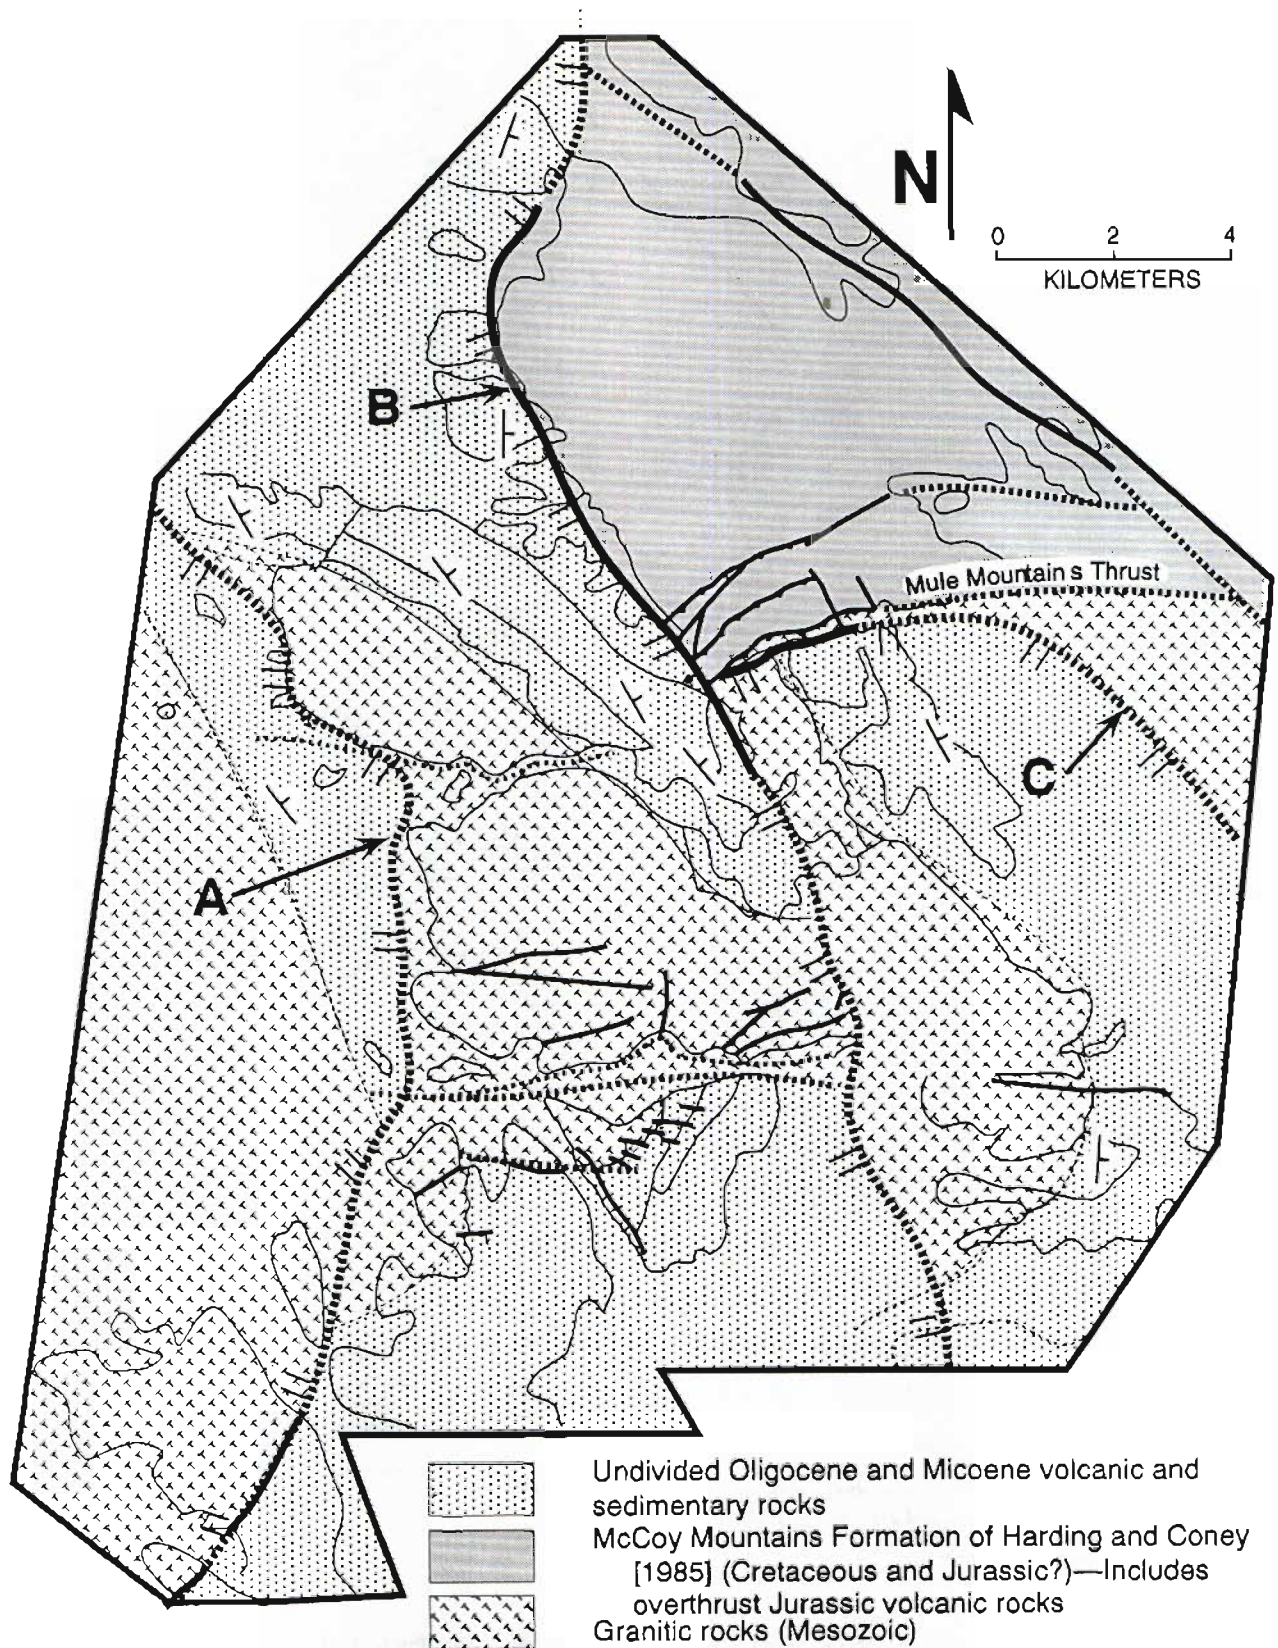 N
0 2 4
KILOMETERS
B
Mule Mountains Thrust
C
A
Undivided Oligocene and Micoene volcanic and
sedimentary rocks
McCoy Mountains Formation of Harding and Coney
[1985] (Cretaceous and Jurassic?)—Includes
overthrust Jurassic volcanic rocks
Granitic rocks (Mesozoic)